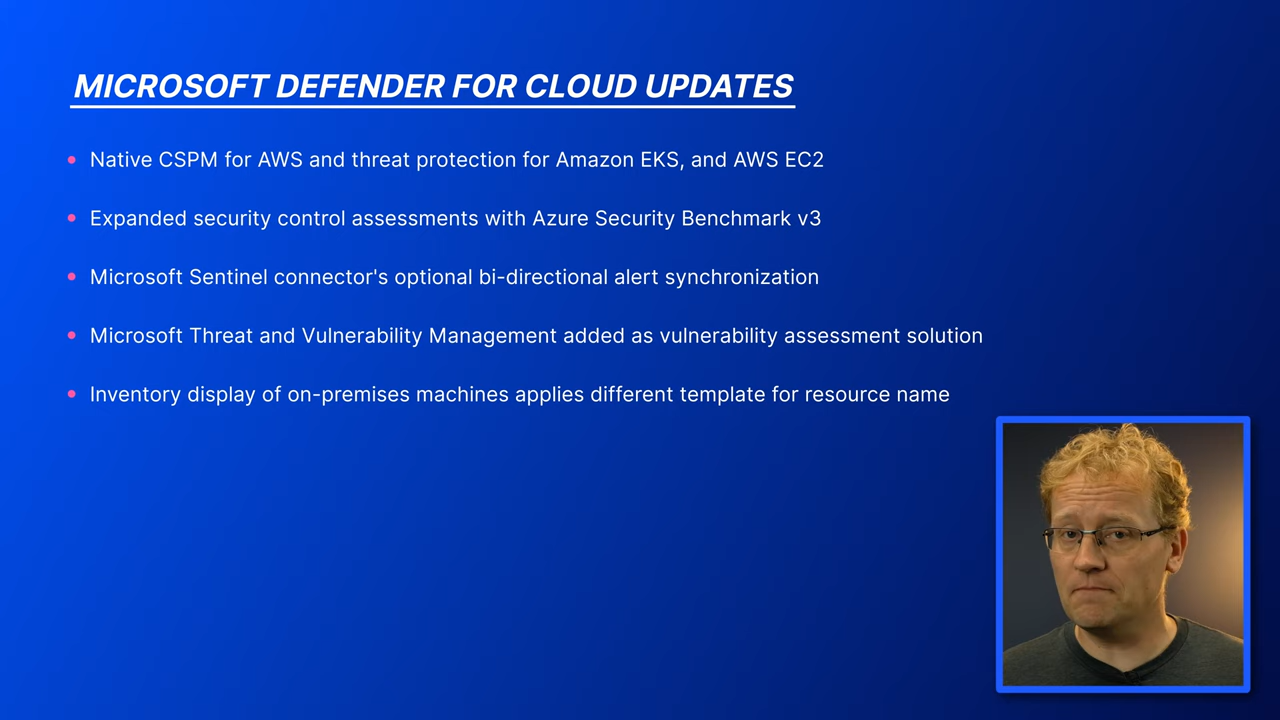 MICROSOFT DEFENDER FOR CLOUD UPDATES
Native CSPM for AWS and threat protection for Amazon EKS, and AWS EC2
Expanded security control assessments with Azure Security Benchmark v3
Microsoft Sentinel connector's optional bi-directional alert synchronization
Microsoft Threat and Vulnerability Management added as vulnerability assessment solution
Inventory display of on-premises machines applies different template for resource name